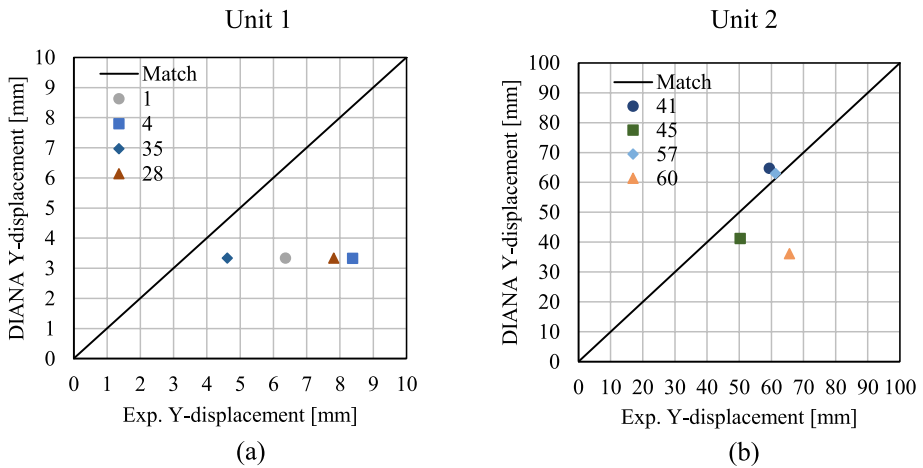 Unit 1
10
9
8
7
6
5
4
3
2
1
0
DIANA Y-displacement [mm]
Match
1
4
35
28
0 1 2 3 4 5 6 7 8 9 10
Exp. Y-displacement [mm]
(a)
Unit 2
100
90
80
70
60
50
40
30
20
10
0
DIANA Y-displacement [mm]
Match
41
45
57
60
0 10 20 30 40 50 60 70 80 90 100
Exp. Y-displacement [mm]
(b)